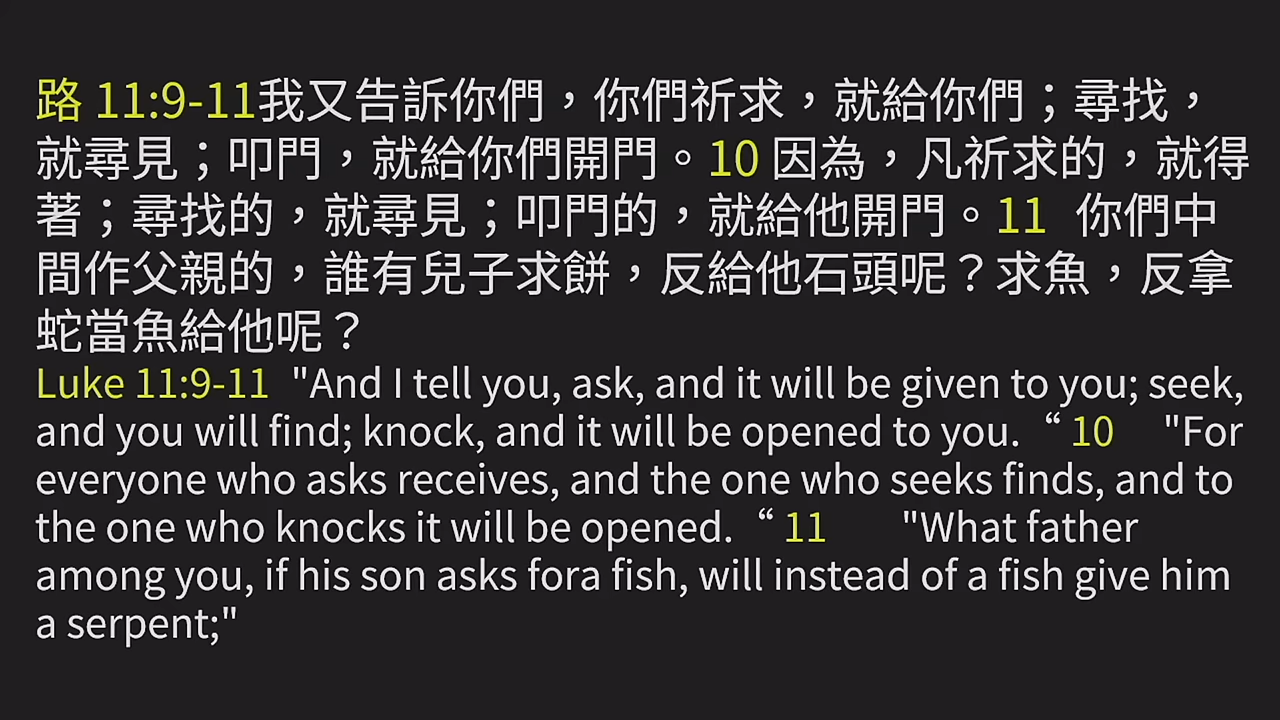 路 11:9-11我又告訴你們，你們祈求，就給你們；尋找，
就尋見；叩門，就給你們開門。10 因為，凡祈求的，就得
著；尋找的，就尋見；叩門的，就給他開門。11 你們中
間作父親的，誰有兒子求餅，反給他石頭呢？求魚，反拿
蛇當魚給他呢？
Luke 11:9-11 "And I tell you, ask, and it will be given to you; seek,
and you will find; knock, and it will be opened to you. “ 10 "For
everyone who asks receives, and the one who seeks finds, and to
the one who knocks it will be opened. “ 11 "What father
among you, if his son asks fora fish, will instead of a fish give him
a serpent;"